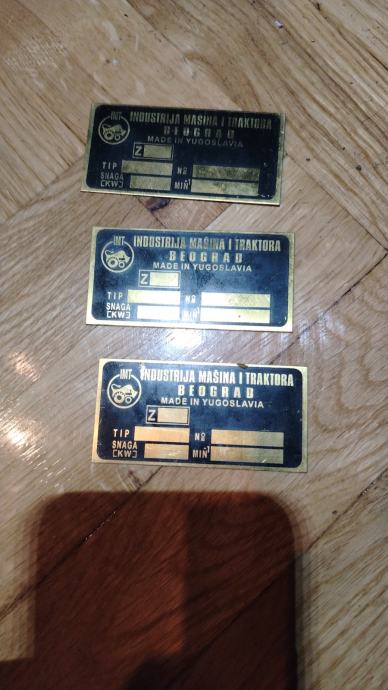 IMT
INDUSTRIJA MAŠINA I TRAKTORA
BEOGRAD
MADE IN YUGOSLAVIA
Z
TIP Nº
SNAGA
[KW] MIN⁻¹
IMT
INDUSTRIJA MAŠINA I TRAKTORA
BEOGRAD
MADE IN YUGOSLAVIA
Z
TIP Nº
SNAGA
[KW] MIN⁻¹
IMT
INDUSTRIJA MAŠINA I TRAKTORA
BEOGRAD
MADE IN YUGOSLAVIA
Z
TIP Nº
SNAGA
[KW] MIN⁻¹